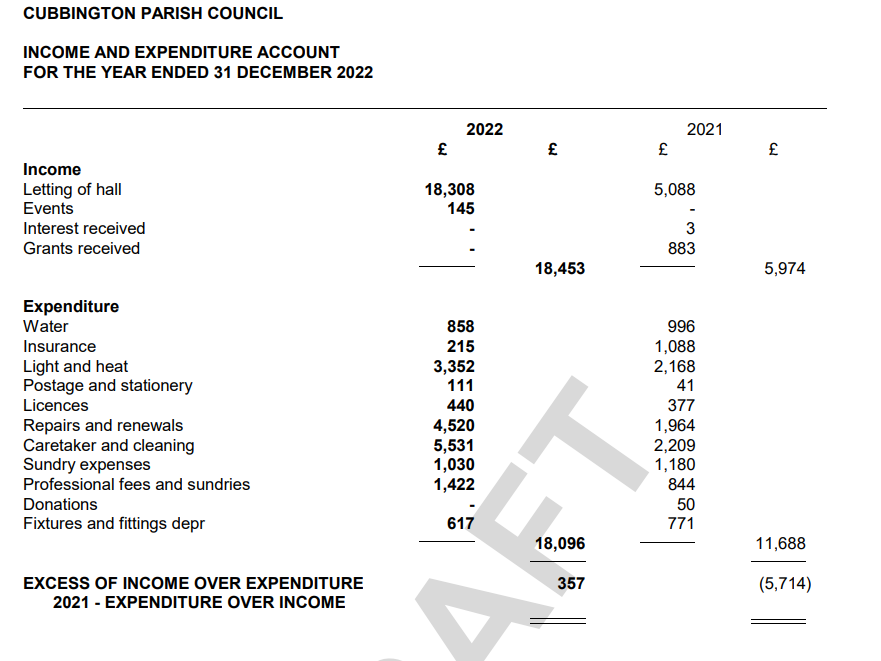 CUBBINGTON PARISH COUNCIL
INCOME AND EXPENDITURE ACCOUNT
FOR THE YEAR ENDED 31 DECEMBER 2022
2022 2021
£ £ £ £
Income
Letting of hall 18,308 5,088
Events 145 -
Interest received - 3
Grants received - 883
18,453 5,974
Expenditure
Water 858 996
Insurance 215 1,088
Light and heat 3,352 2,168
Postage and stationery 111 41
Licences 440 377
Repairs and renewals 4,520 1,964
Caretaker and cleaning 5,531 2,209
Sundry expenses 1,030 1,180
Professional fees and sundries 1,422 844
Donations - 50
Fixtures and fittings depr 617 771
18,096 11,688
EXCESS OF INCOME OVER EXPENDITURE 357 (5,714)
2021 - EXPENDITURE OVER INCOME
AFT